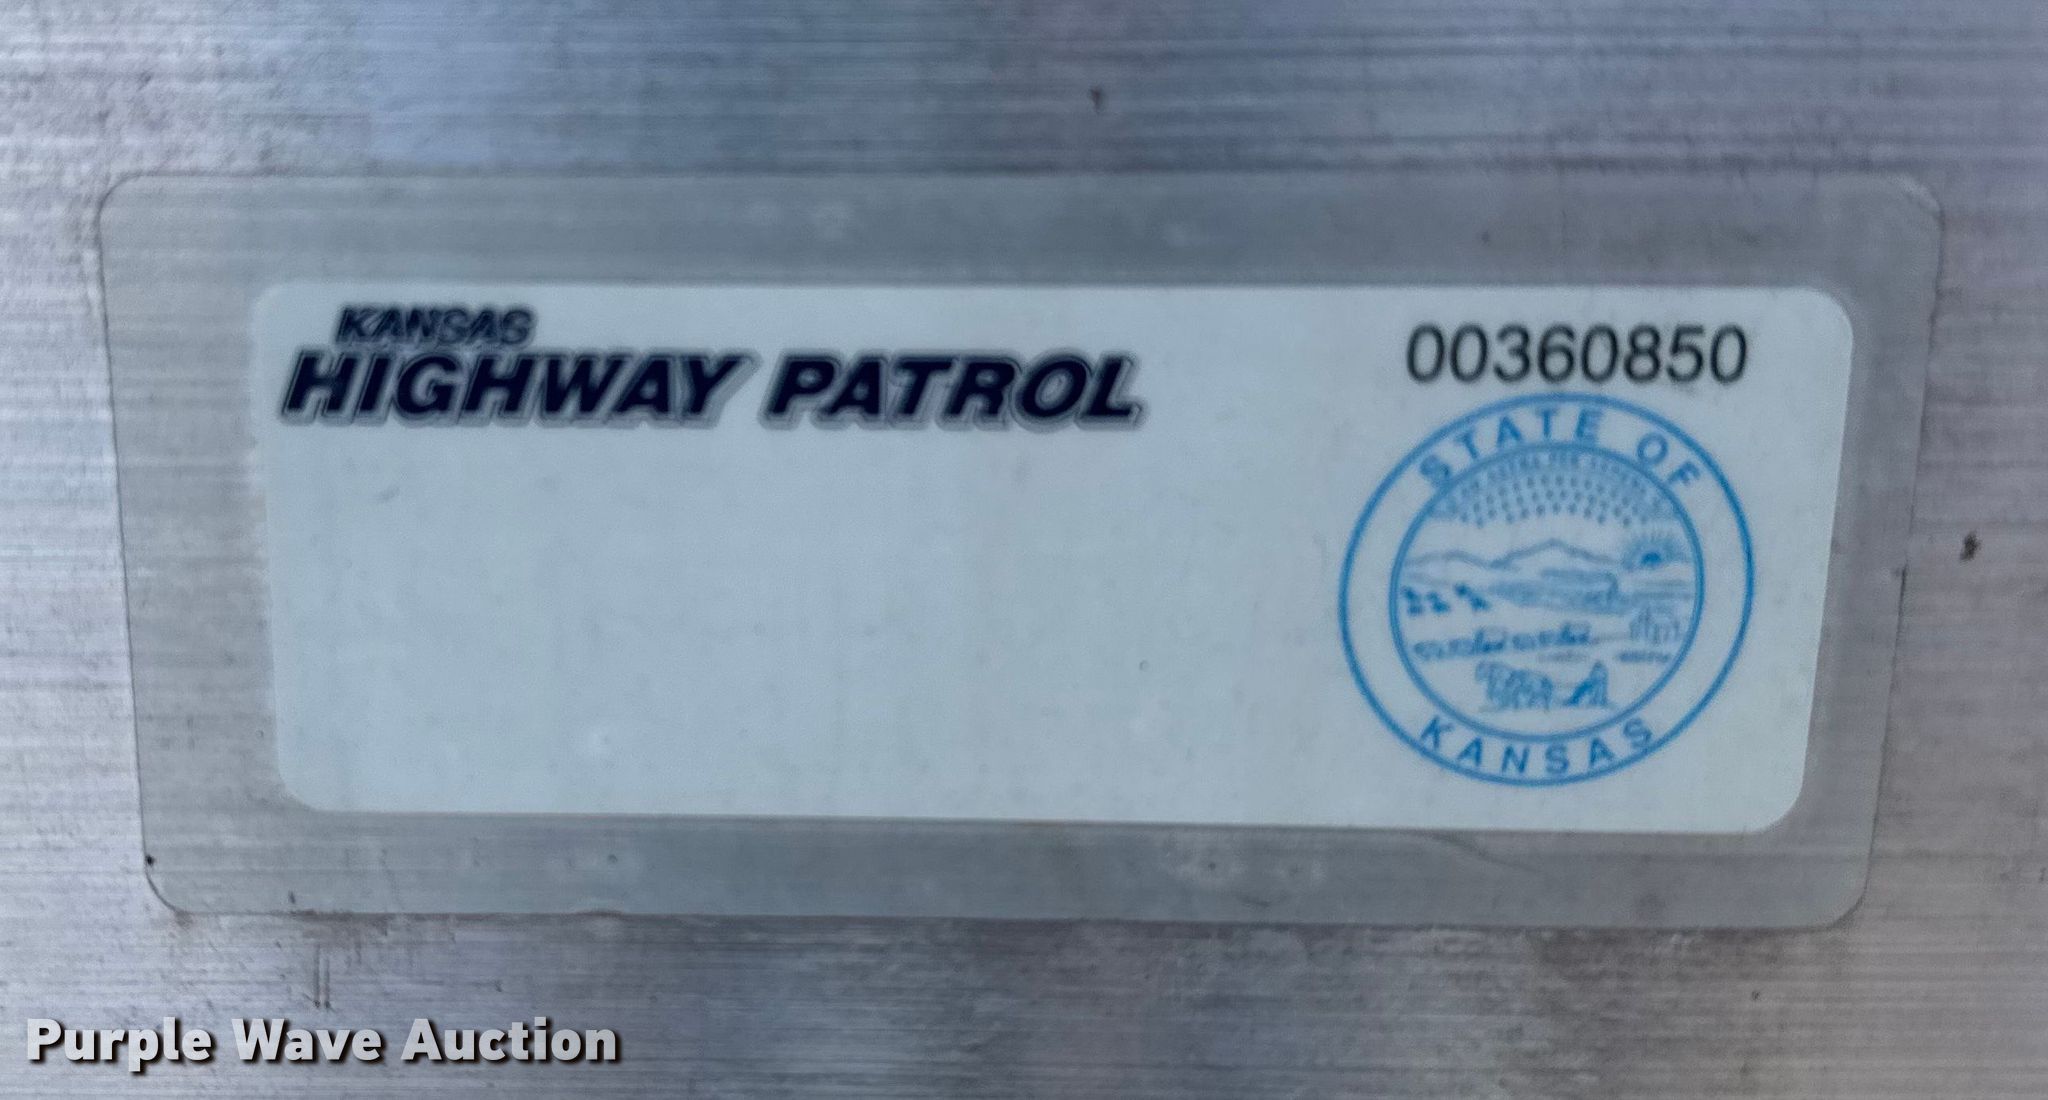 KANSAS
HIGHWAY PATROL
00360850
STATE OF
KANSAS
Purple Wave Auction